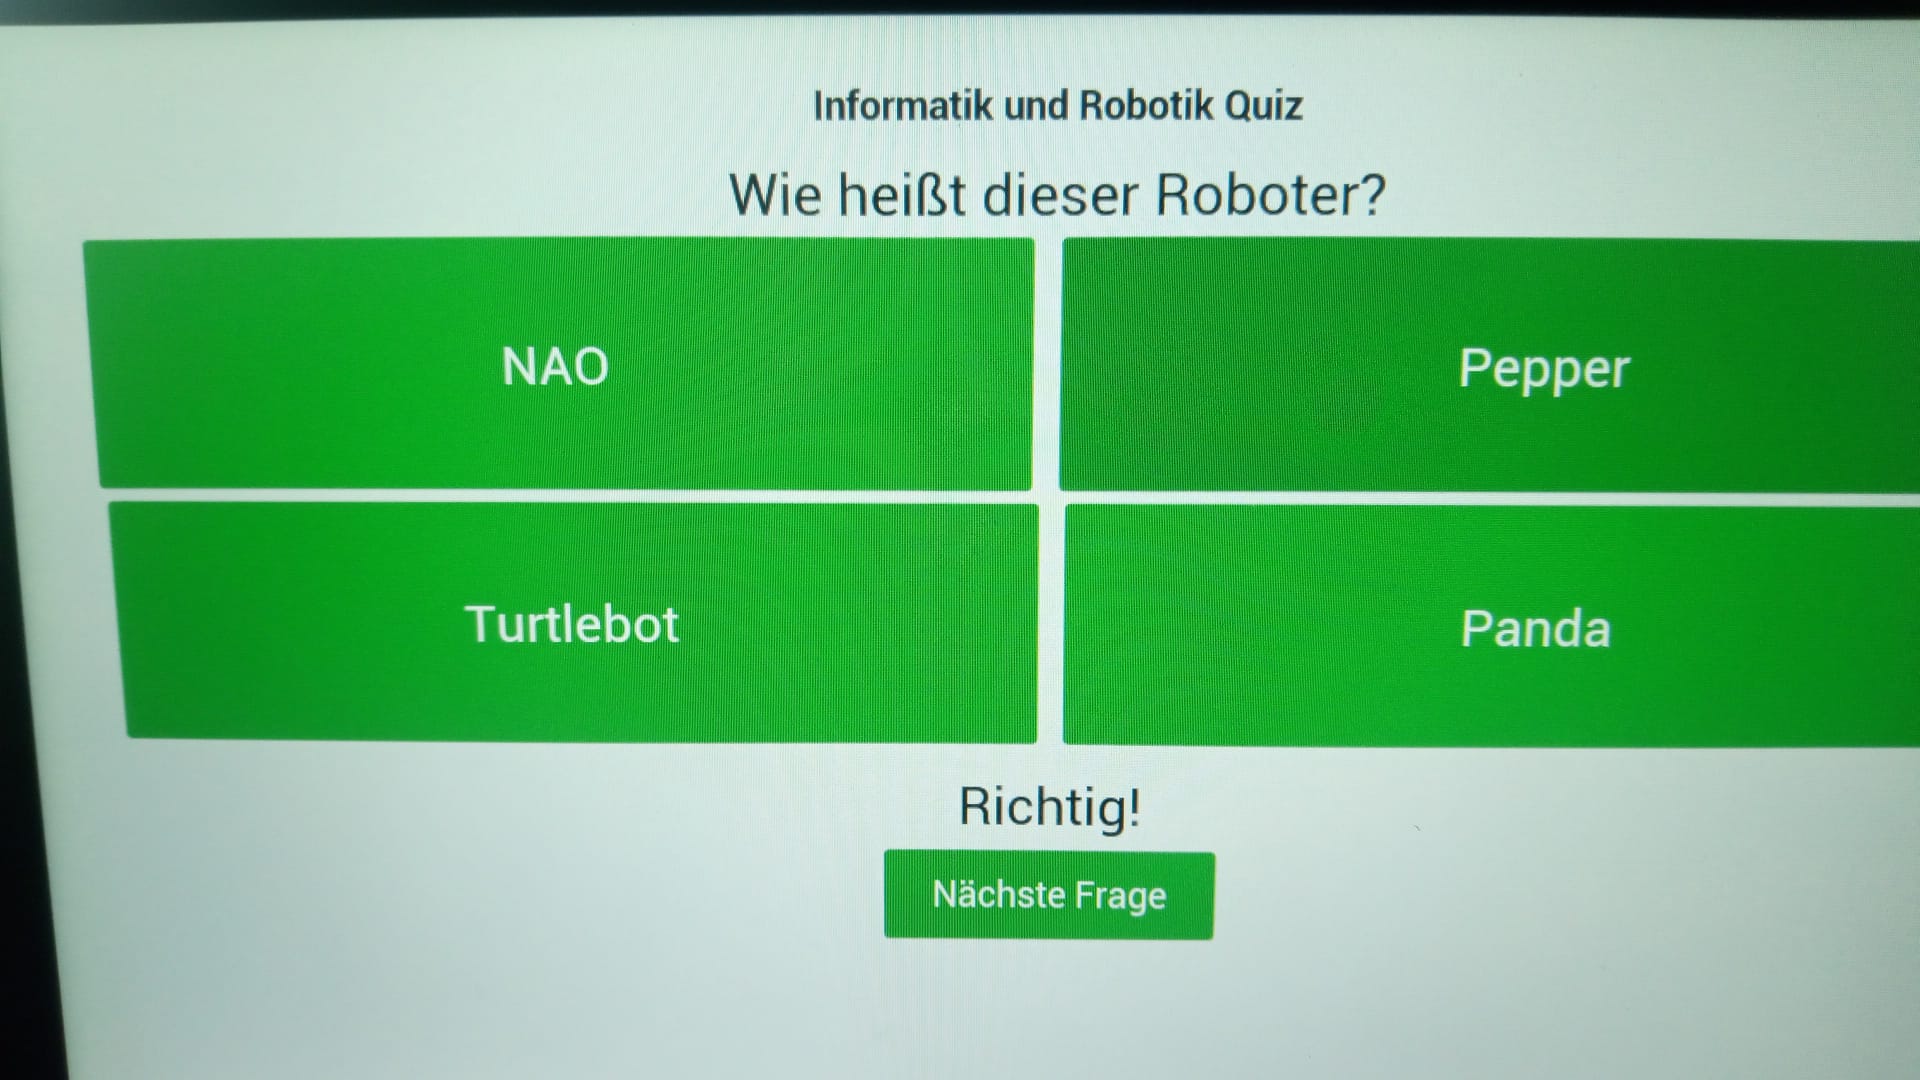 Informatik und Robotik Quiz
Wie heißt dieser Roboter?
NAO
Pepper
Turtlebot
Panda
Richtig!
Nächste Frage